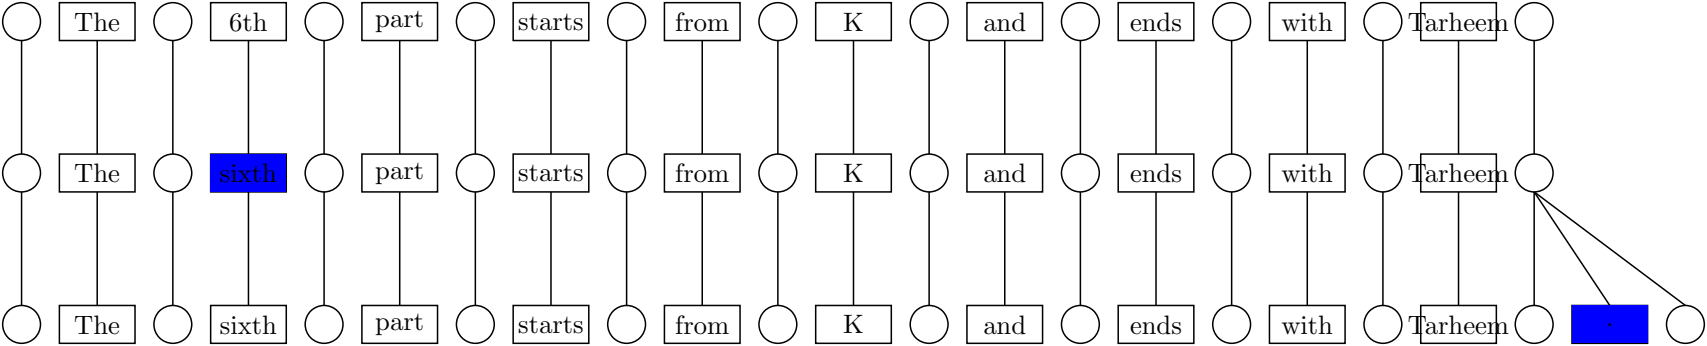 The 6th part starts from K and ends with Tarheem
The sixth part starts from K and ends with Tarheem
The sixth part starts from K and ends with Tarheem .